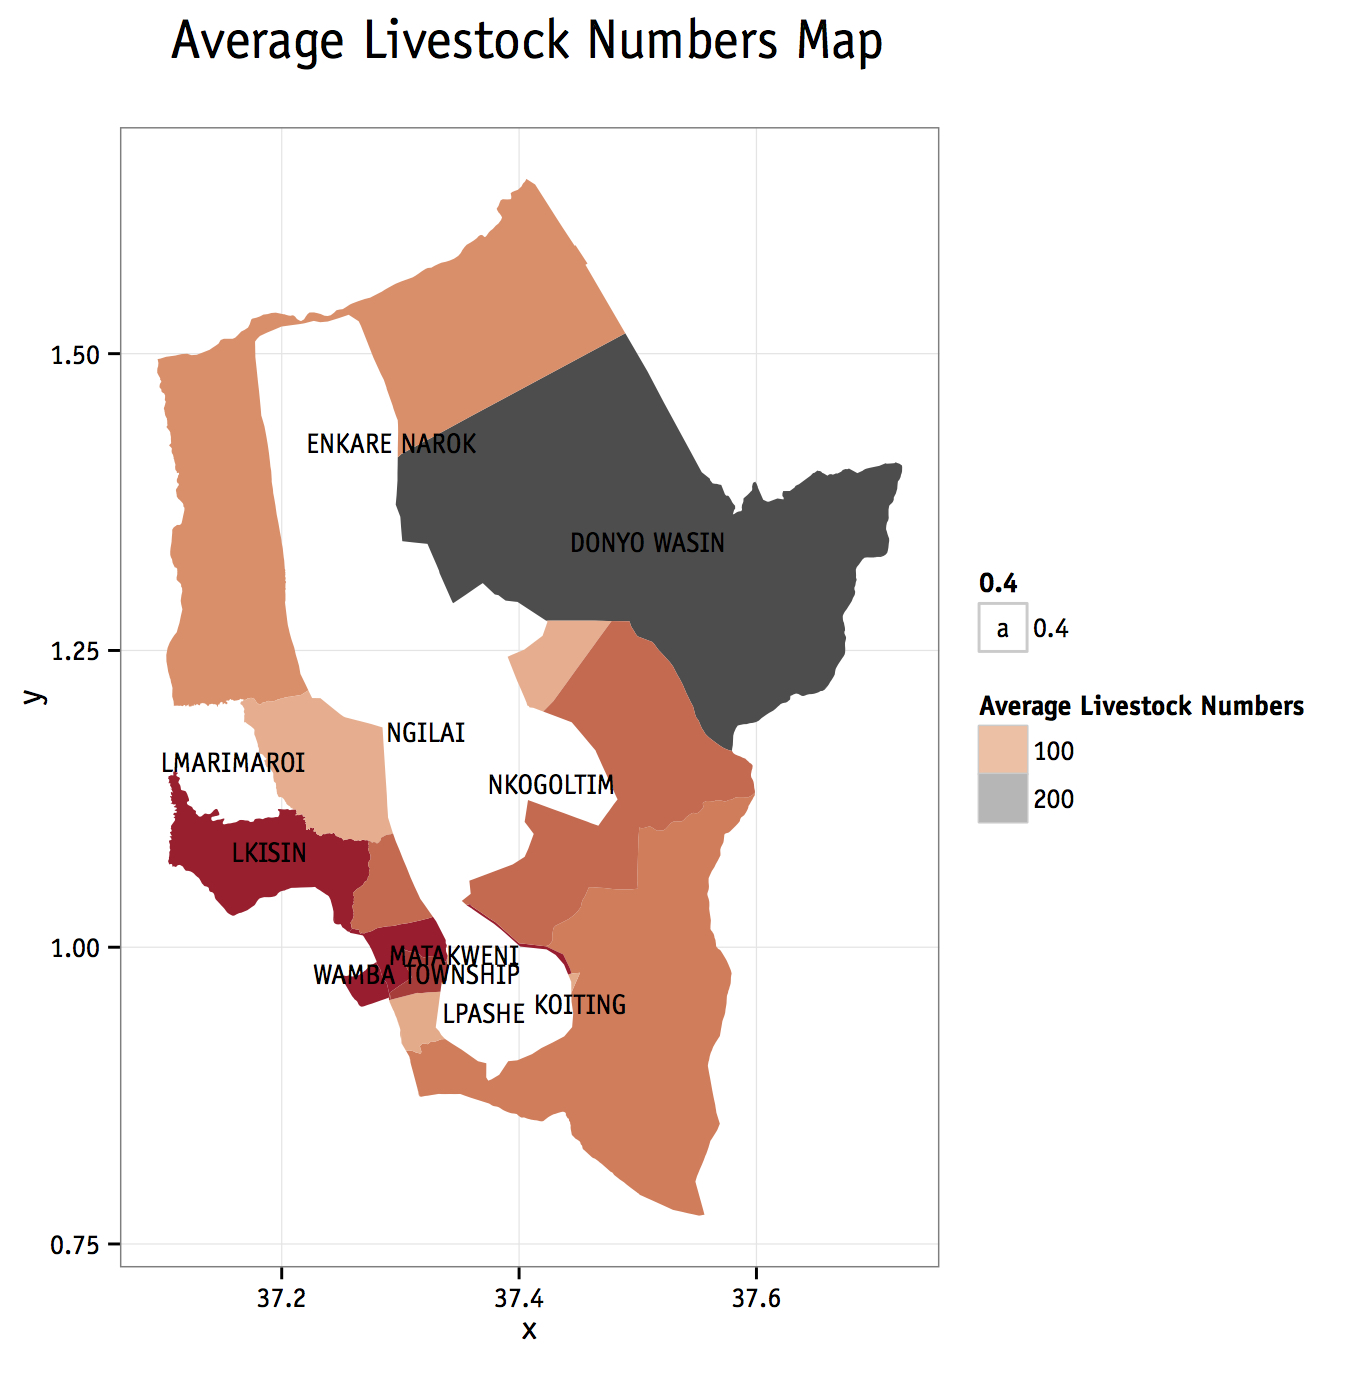 Average Livestock Numbers Map
1.50
1.25
1.00
0.75
y
ENKARE NAROK
DONYO WASIN
NGILAI
LMARIMAROI
NKOGOLTIM
LKISIN
MATAKWENI
WAMBA TOWNSHIP
KOITING
LPASHE
37.2
37.4
37.6
x
0.4
a 0.4
Average Livestock Numbers
100
200